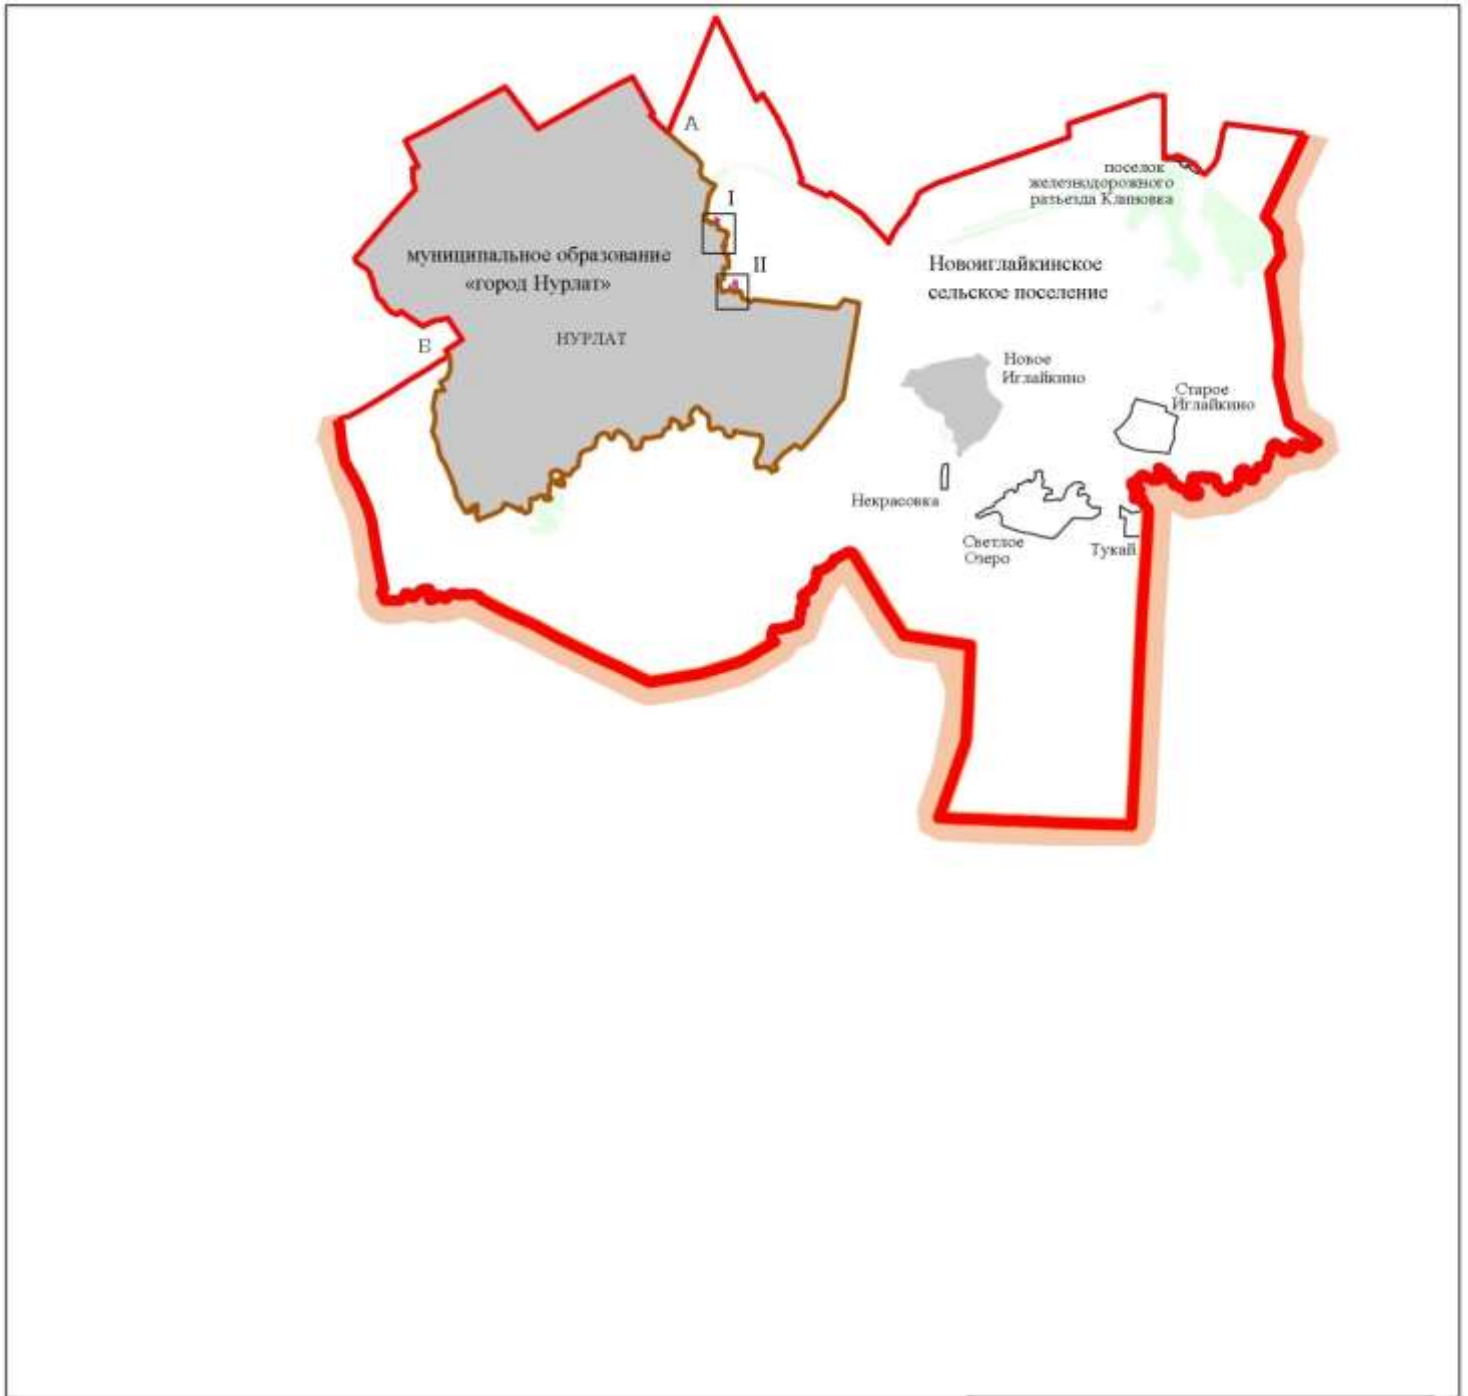 А
поселок
железнодорожного
разъезда Клиновка
I
муниципальное образование
«город Нурлат»
II
Новоиглайкинское
сельское поселение
НУРЛАТ
Б
Новое
Иглайкино
Старое
Иглайкино
Некрасовка
Светлое
Озеро
Тукай